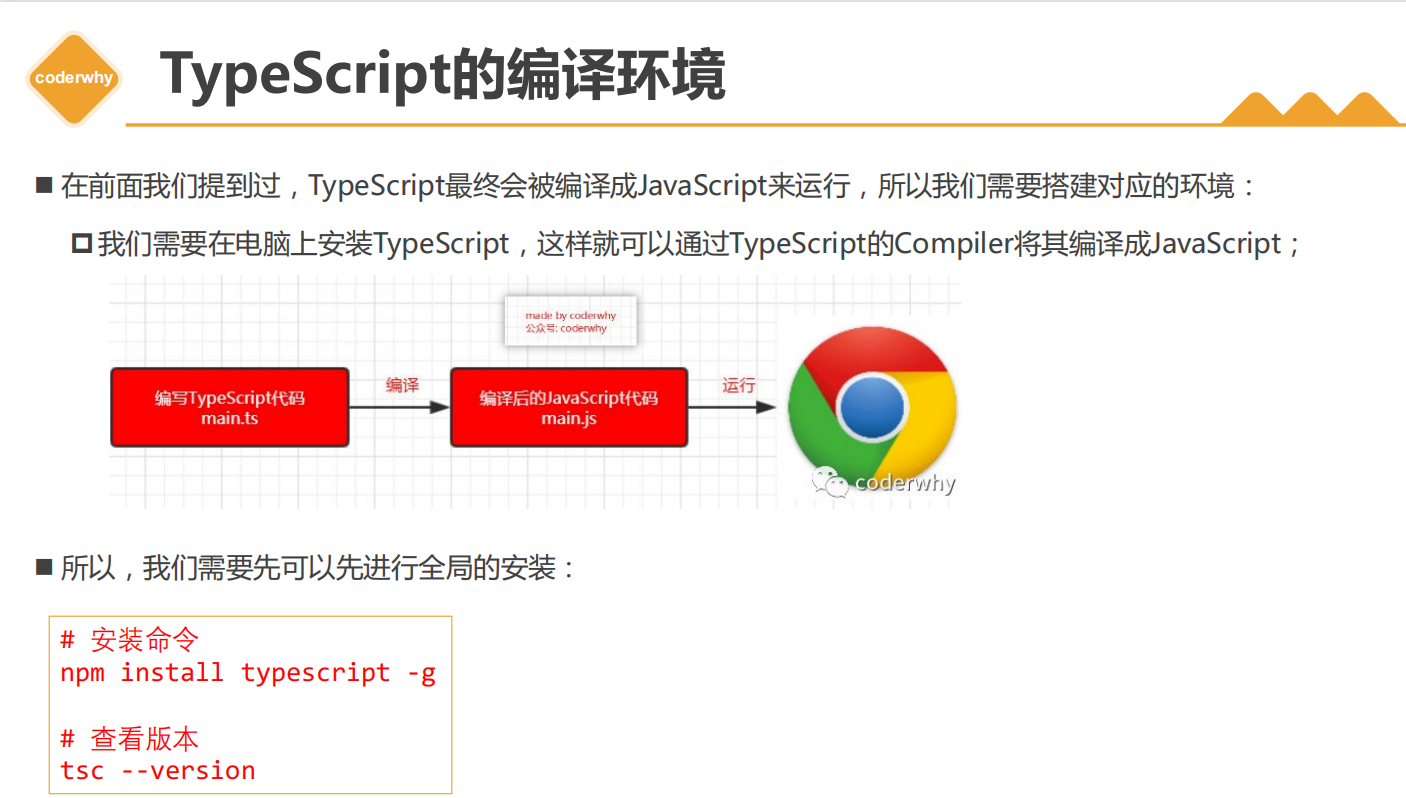 coderwhy
TypeScript的编译环境
在前面我们提到过，TypeScript最终会被编译成JavaScript来运行，所以我们需要搭建对应的环境：
我们需要在电脑上安装TypeScript，这样就可以通过TypeScript的Compiler将其编译成JavaScript；
made by coderwhy
公众号: coderwhy
编写TypeScript代码
main.ts
编译
编译后的JavaScript代码
main.js
运行
coderwhy
所以，我们需要先可以先进行全局的安装：
# 安装命令
npm install typescript -g
# 查看版本
tsc --version